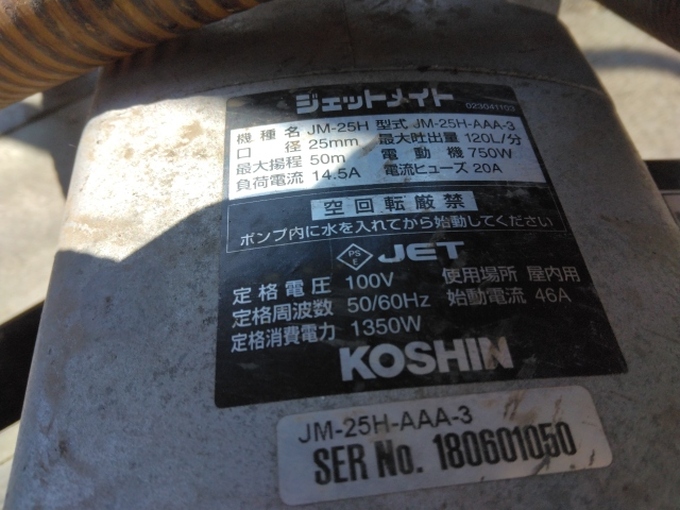 ジェットメイト 023041103
機種名 JM-25H 型式 JM-25H-AAA-3
口径 25mm 最大吐出量 120L/分
最大揚程 50m 電動機 750W
負荷電流 14.5A 電流ヒューズ 20A
空回転厳禁
ポンプ内に水を入れてから始動してください
PS E JET
定格電圧 100V 使用場所 屋内用
定格周波数 50/60Hz 始動電流 46A
定格消費電力 1350W
KOSHIN
JM-25H-AAA-3
SER No. 180601050